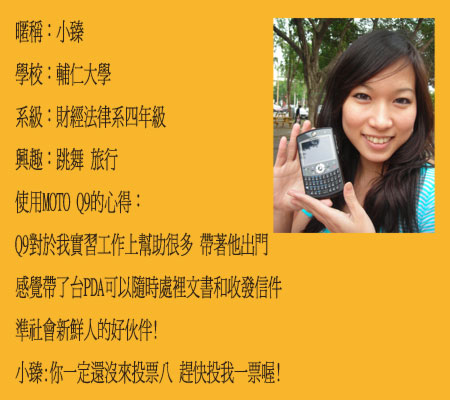 暱稱：小臻
學校：輔仁大學
系級：財經法律系四年級
興趣：跳舞 旅行
使用MOTO Q9的心得：
Q9對於我實習工作上幫助很多 帶著他出門
感覺帶了台PDA可以隨時處裡文書和收發信件
準社會新鮮人的好伙伴!
小臻:你一定還沒來投票八 趕快投我一票喔!